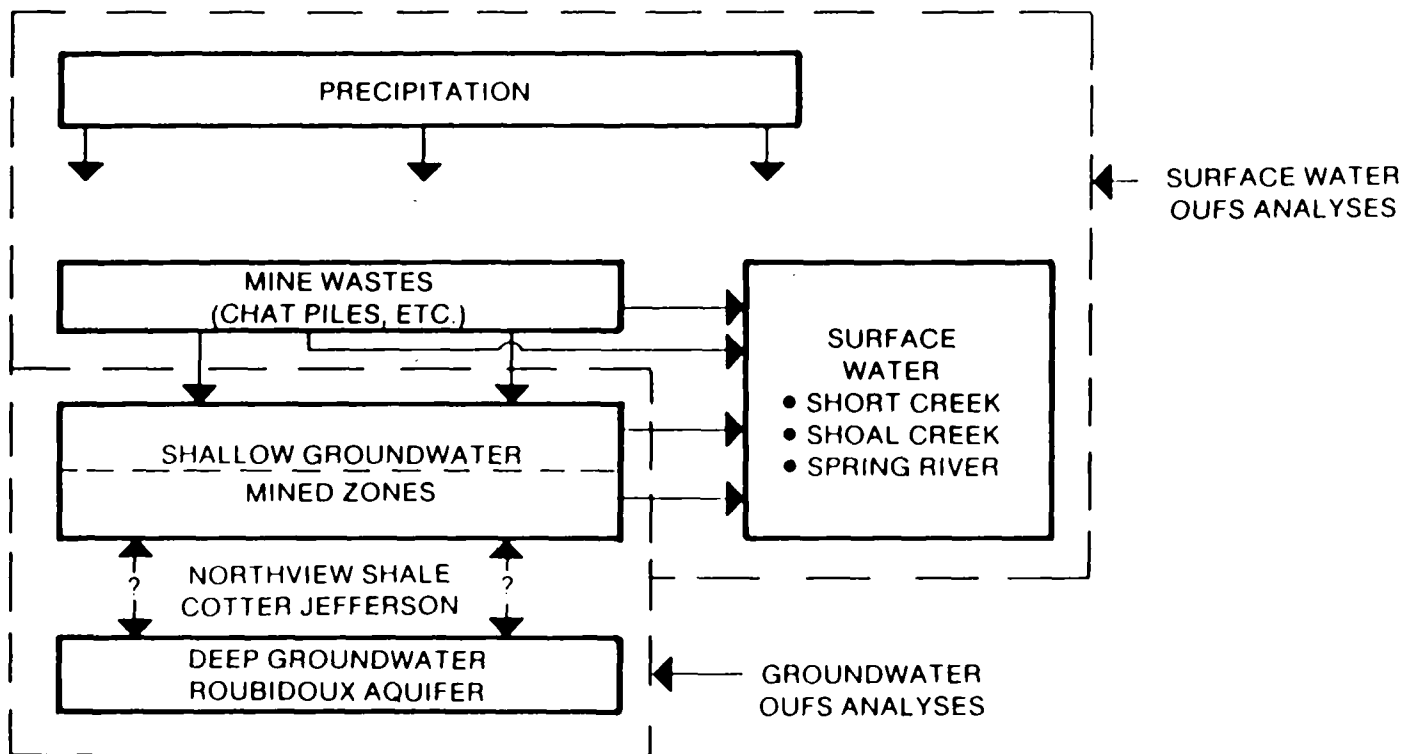 PRECIPITATION
SURFACE WATER
OUFS ANALYSES
MINE WASTES
(CHAT PILES, ETC.)
SURFACE
WATER
• SHORT CREEK
• SHOAL CREEK
• SPRING RIVER
SHALLOW GROUNDWATER
MINED ZONES
? NORTHVIEW SHALE ?
COTTER JEFFERSON
DEEP GROUNDWATER
ROUBIDOUX AQUIFER
GROUNDWATER
OUFS ANALYSES